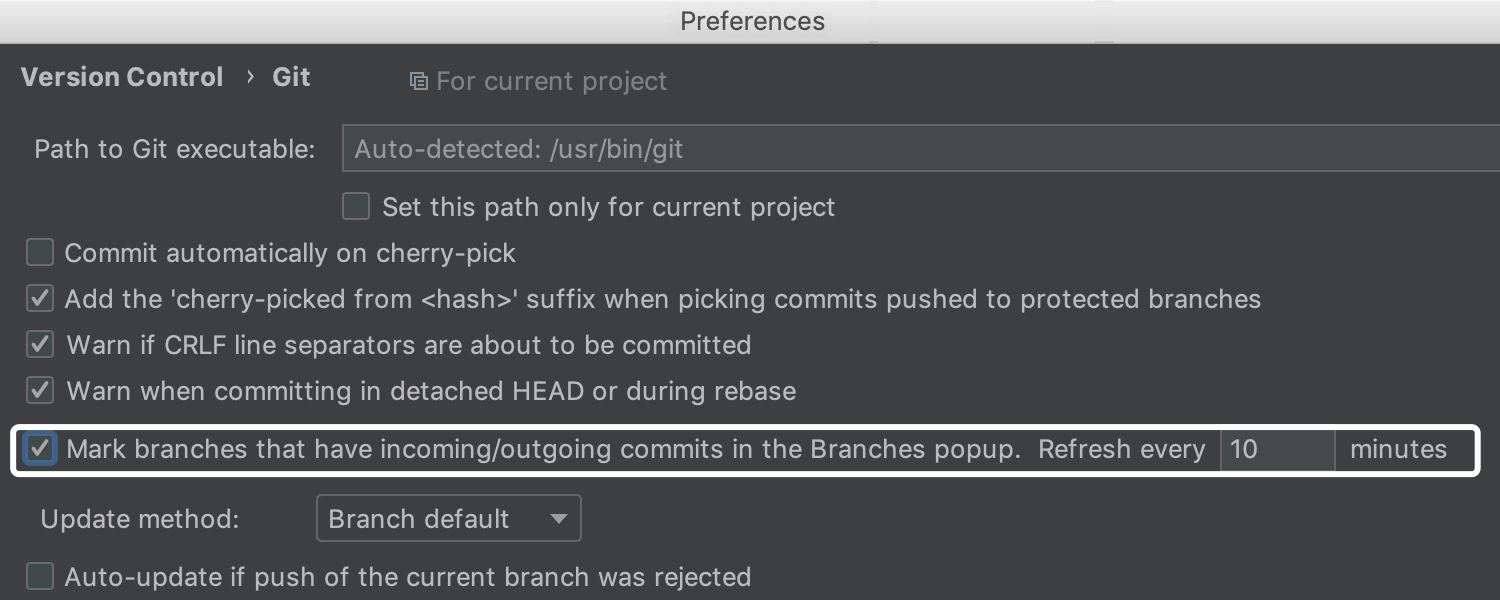 Preferences
Version Control › Git For current project
Path to Git executable: Auto-detected: /usr/bin/git
Set this path only for current project
Commit automatically on cherry-pick
Add the 'cherry-picked from <hash>' suffix when picking commits pushed to protected branches
Warn if CRLF line separators are about to be committed
Warn when committing in detached HEAD or during rebase
Mark branches that have incoming/outgoing commits in the Branches popup. Refresh every 10 minutes
Update method: Branch default
Auto-update if push of the current branch was rejected